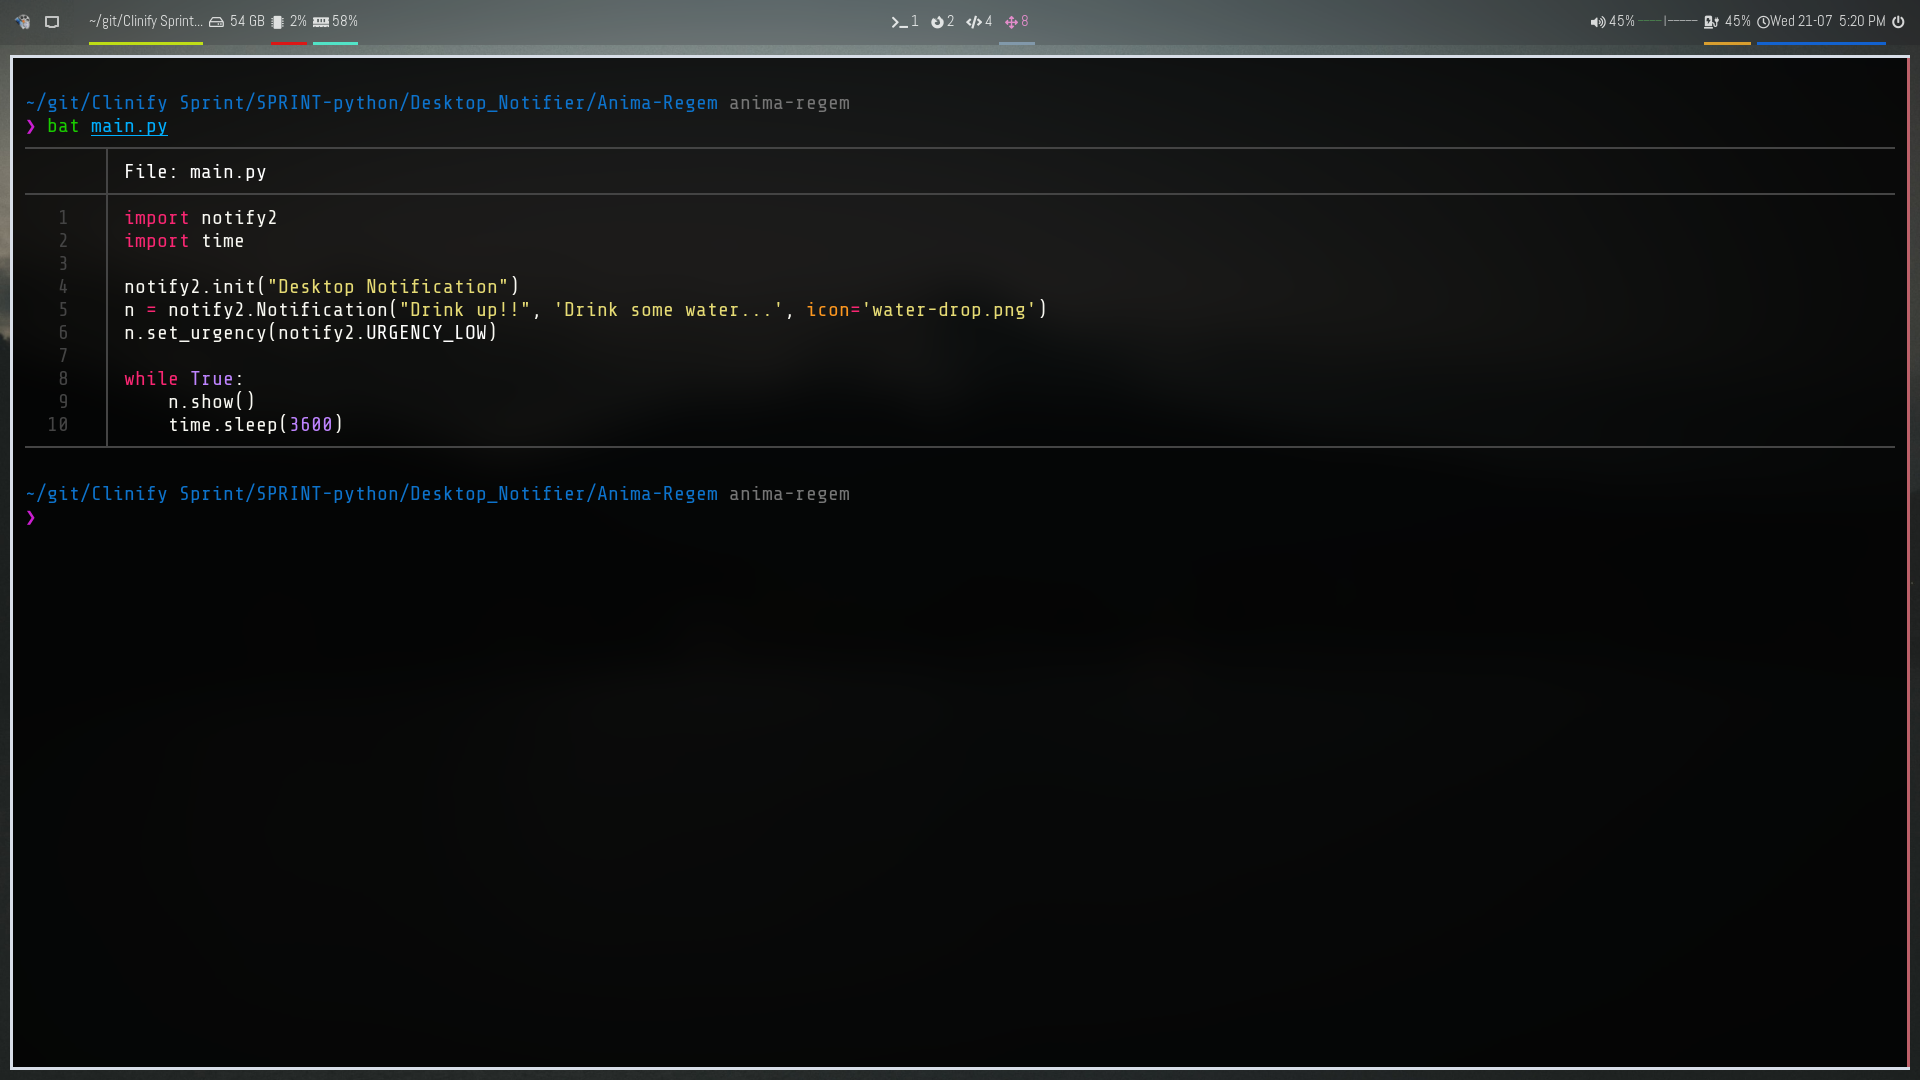 ~/git/Clinify Sprint... 54 GB 2% 58% 1 2 4 8 45% 45% Wed 21-07 5:20 PM
~/git/Clinify Sprint/SPRINT-python/Desktop_Notifier/Anima-Regem anima-regem
❯ bat main.py
File: main.py
1 import notify2
2 import time
3
4 notify2.init("Desktop Notification")
5 n = notify2.Notification("Drink up!!", 'Drink some water...', icon='water-drop.png')
6 n.set_urgency(notify2.URGENCY_LOW)
7
8 while True:
9     n.show()
10     time.sleep(3600)
~/git/Clinify Sprint/SPRINT-python/Desktop_Notifier/Anima-Regem anima-regem
❯